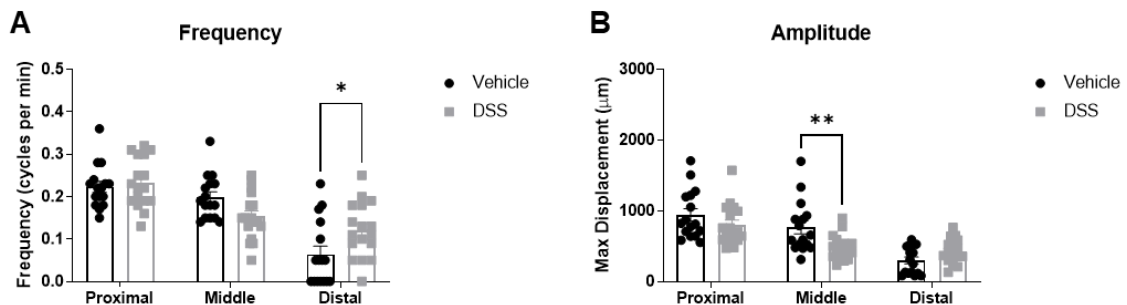 A
Frequency
Frequency (cycles per min)
0.5
0.4
0.3
0.2
0.1
0.0
*
Vehicle
DSS
Proximal
Middle
Distal
B
Amplitude
Max Displacement (μm)
3000
2000
1000
0
**
Vehicle
DSS
Proximal
Middle
Distal